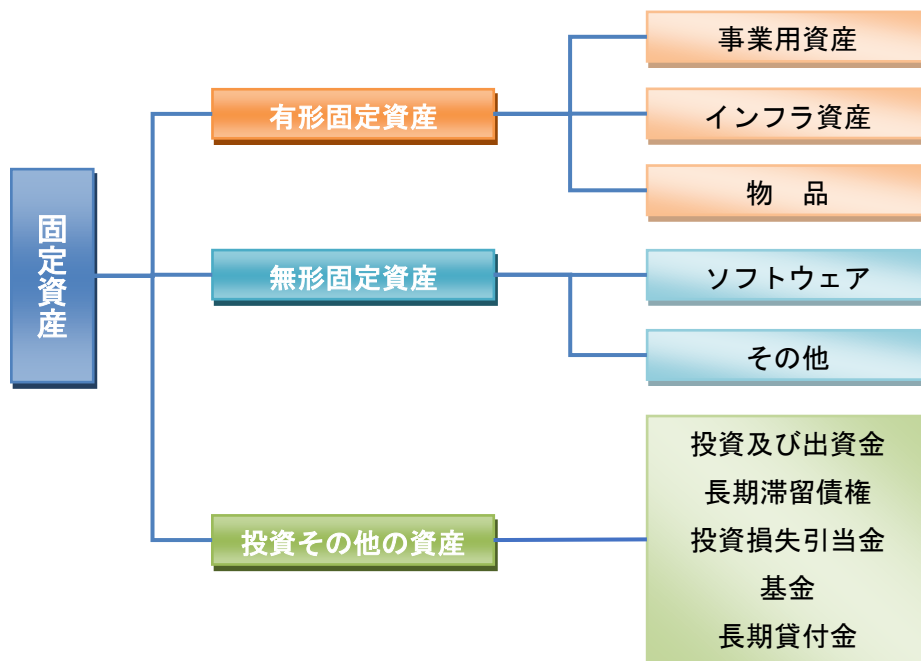 固定資産
有形固定資産
事業用資産
インフラ資産
物　品
無形固定資産
ソフトウェア
その他
投資その他の資産
投資及び出資金
長期滞留債権
投資損失引当金
基金
長期貸付金